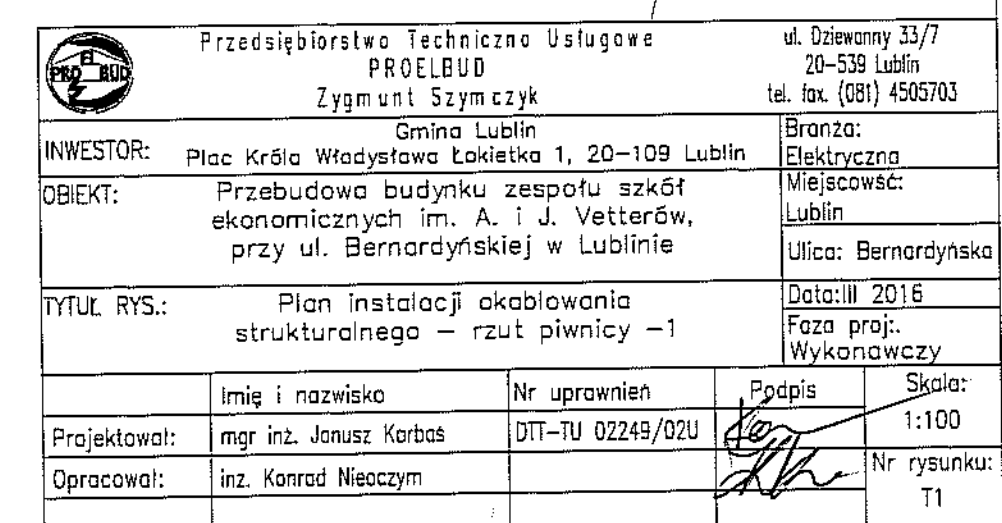 EL
PRO BUD
Przedsiębiorstwo Techniczno Usługowe
PROELBUD
Zygmunt Szymczyk
ul. Dziewanny 33/7
20-539 Lublin
tel. fax. (081) 4505703
INWESTOR:
Gmina Lublin
Plac Króla Władysława Łokietka 1, 20-109 Lublin
Branża:
Elektryczna
OBIEKT:
Przebudowa budynku zespołu szkół
ekonomicznych im. A. i J. Vetterów,
przy ul. Bernardyńskiej w Lublinie
Miejscowść:
Lublin
Ulica: Bernardyńska
TYTUŁ RYS.:
Plan instalacji okablowania
strukturalnego – rzut piwnicy -1
Data:III 2016
Faza proj:.
Wykonawczy
Imię i nazwisko
Nr uprawnień
Podpis
Skala:
1:100
Projektował:
mgr inż. Janusz Karbaś
DTT-TU 02249/02U
Opracował:
inż. Konrad Nieoczym
Nr rysunku:
T1